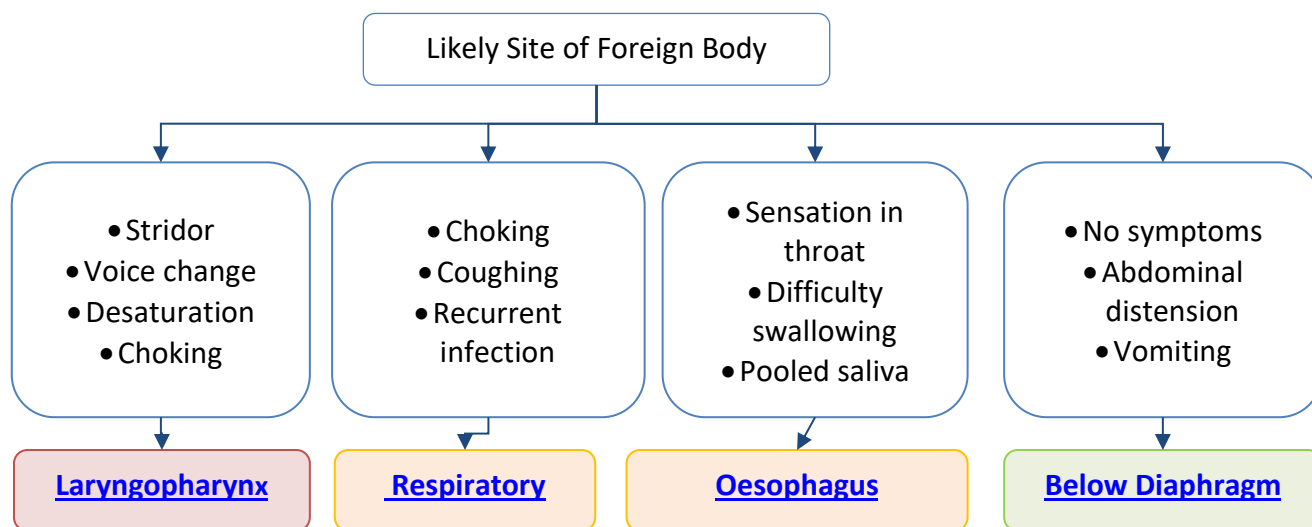 Likely Site of Foreign Body
• Stridor
• Voice change
• Desaturation
• Choking
• Choking
• Coughing
• Recurrent
infection
• Sensation in
throat
• Difficulty
swallowing
• Pooled saliva
• No symptoms
• Abdominal
distension
• Vomiting
Laryngopharynx
Respiratory
Oesophagus
Below Diaphragm